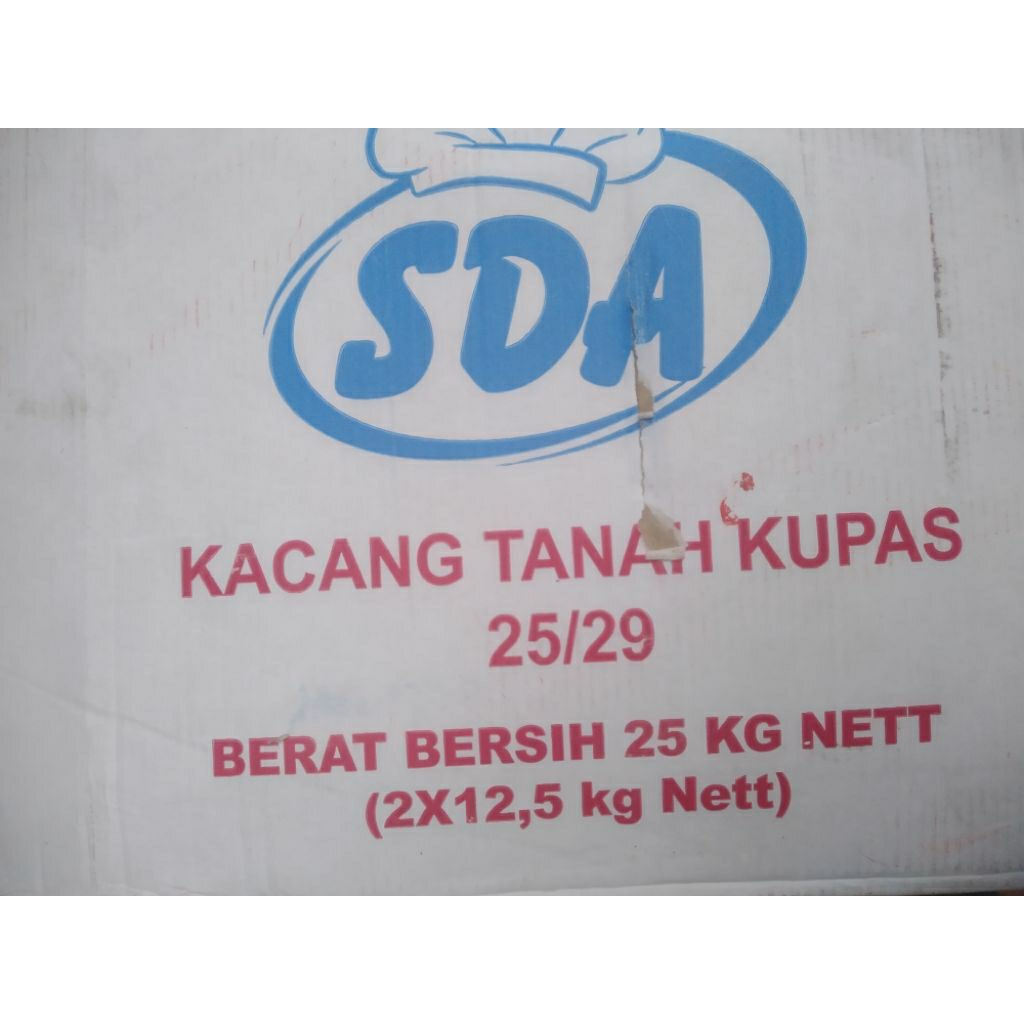 SDA
KACANG TANAH KUPAS
25/29
BERAT BERSIH 25 KG NETT
(2X12,5 kg Nett)